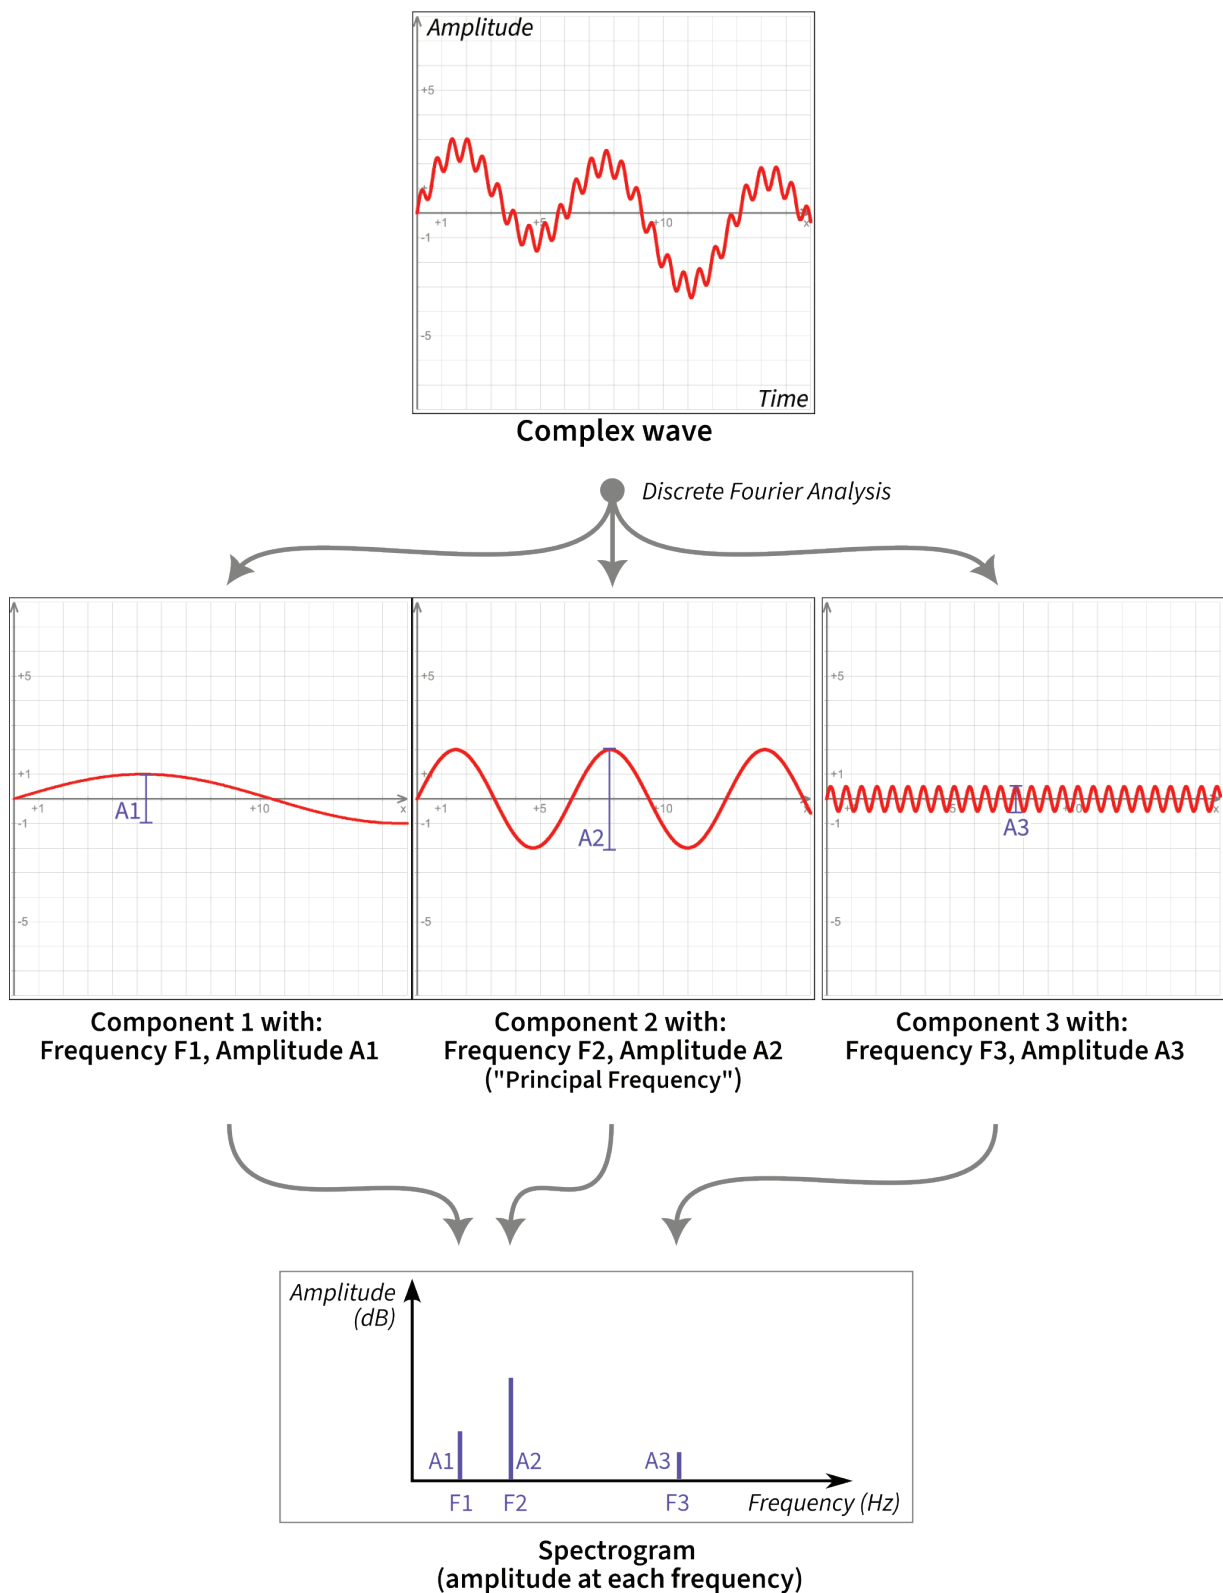 Amplitude
+5
+1
+5
+10
x
-1
-5
Time
Complex wave
Discrete Fourier Analysis
+5
+1
+1
+10
x
A1
-1
-5
+5
+1
+5
+10
x
A2
-1
-5
+5
+1
x
-1
A3
-5
Component 1 with:
Frequency F1, Amplitude A1
Component 2 with:
Frequency F2, Amplitude A2
("Principal Frequency")
Component 3 with:
Frequency F3, Amplitude A3
Amplitude
(dB)
A1
A2
A3
F1
F2
F3
Frequency (Hz)
Spectrogram
(amplitude at each frequency)